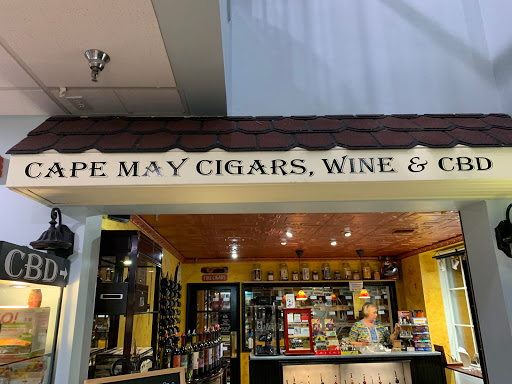 CAPE MAY CIGARS, WINE & CBD
CBD→